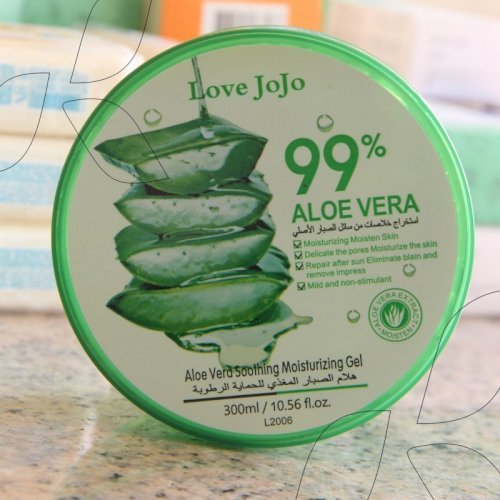 Love JoJo
99%
ALOE VERA
استخراج خلاصات من سائل الصبار الأصلي
Moisturizing Moisten Skin
Delicate the pores Moisturize the skin
Repair after sun Eliminate blain and
remove impress
Mild and non-stimulant
ALOE VERA EXTRACT
MOISTEN
Aloe Vera Soothing Moisturizing Gel
هلام الصبار المغذي للحماية الرطوبة
300ml / 10.56 fl.oz.
L2006